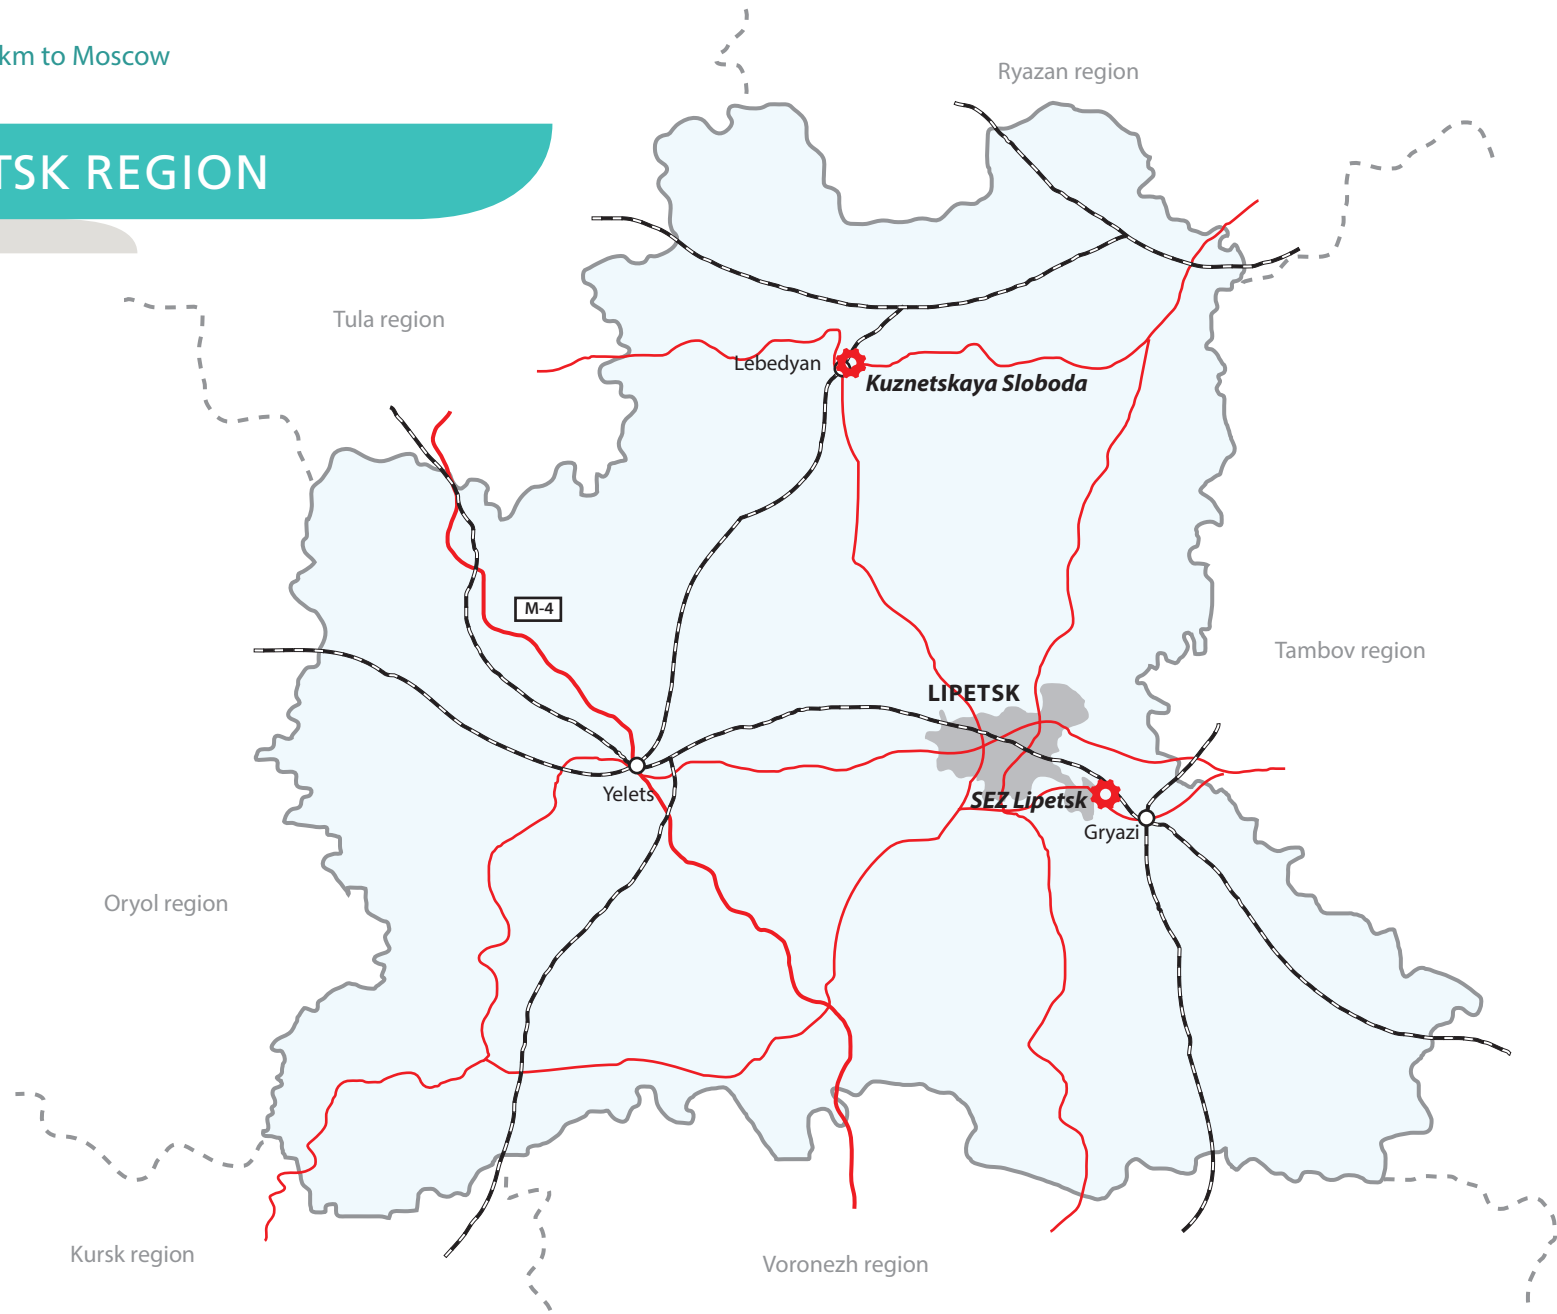 km to Moscow
TSK REGION
Ryazan region
Tula region
Lebedyan
Kuznetskaya Sloboda
M-4
Tambov region
LIPETSK
Yelets
SEZ Lipetsk
Gryazi
Oryol region
Kursk region
Voronezh region